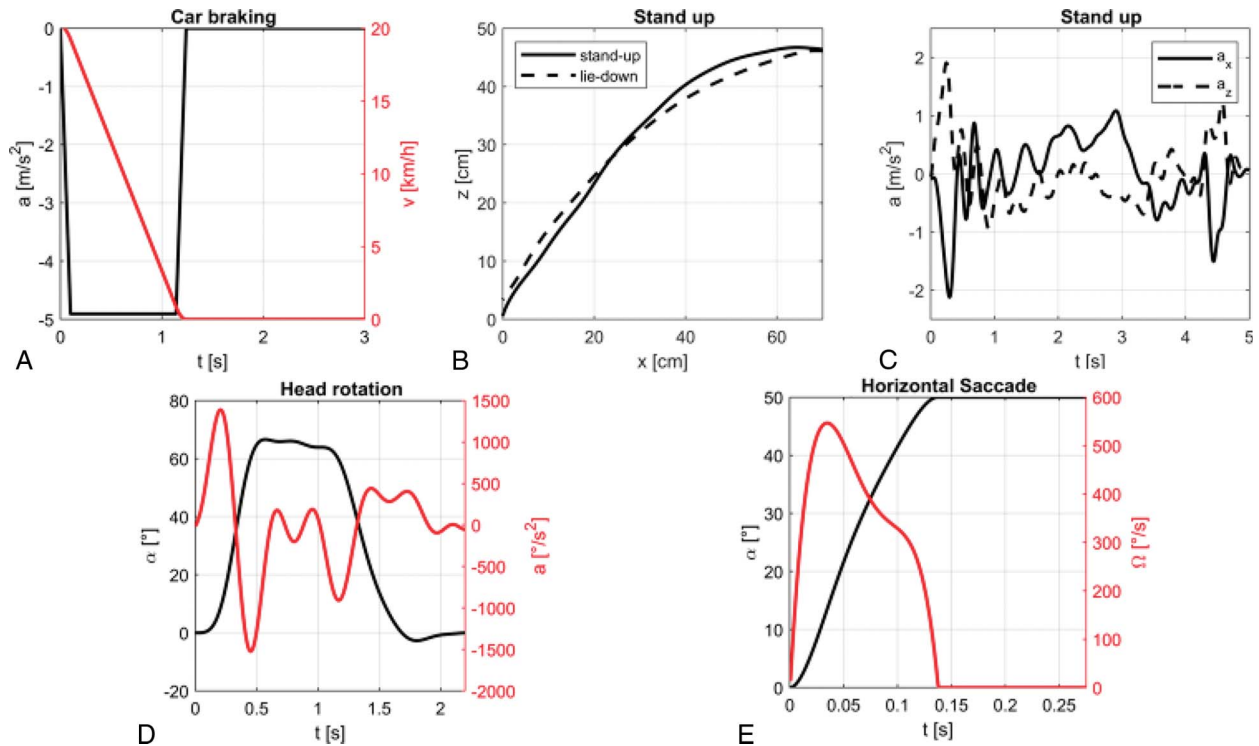 Car braking
0
-1
-2
-3
-4
-5
a [m/s²]
20
15
10
5
0
v [km/h]
0 1 2 3
t [s]
A
Stand up
stand-up
lie-down
50
40
30
20
10
0
z [cm]
0 20 40 60
x [cm]
B
Stand up
a_x
a_z
2
1
0
-1
-2
a [m/s²]
0 1 2 3 4 5
t [s]
C
Head rotation
80
60
40
20
0
-20
α [°]
1500
1000
500
0
-500
-1000
-1500
-2000
a [°/s²]
0 0.5 1 1.5 2
t [s]
D
Horizontal Saccade
50
40
30
20
10
0
α [°]
600
500
400
300
200
100
0
Ω [°/s]
0 0.05 0.1 0.15 0.2 0.25
t [s]
E